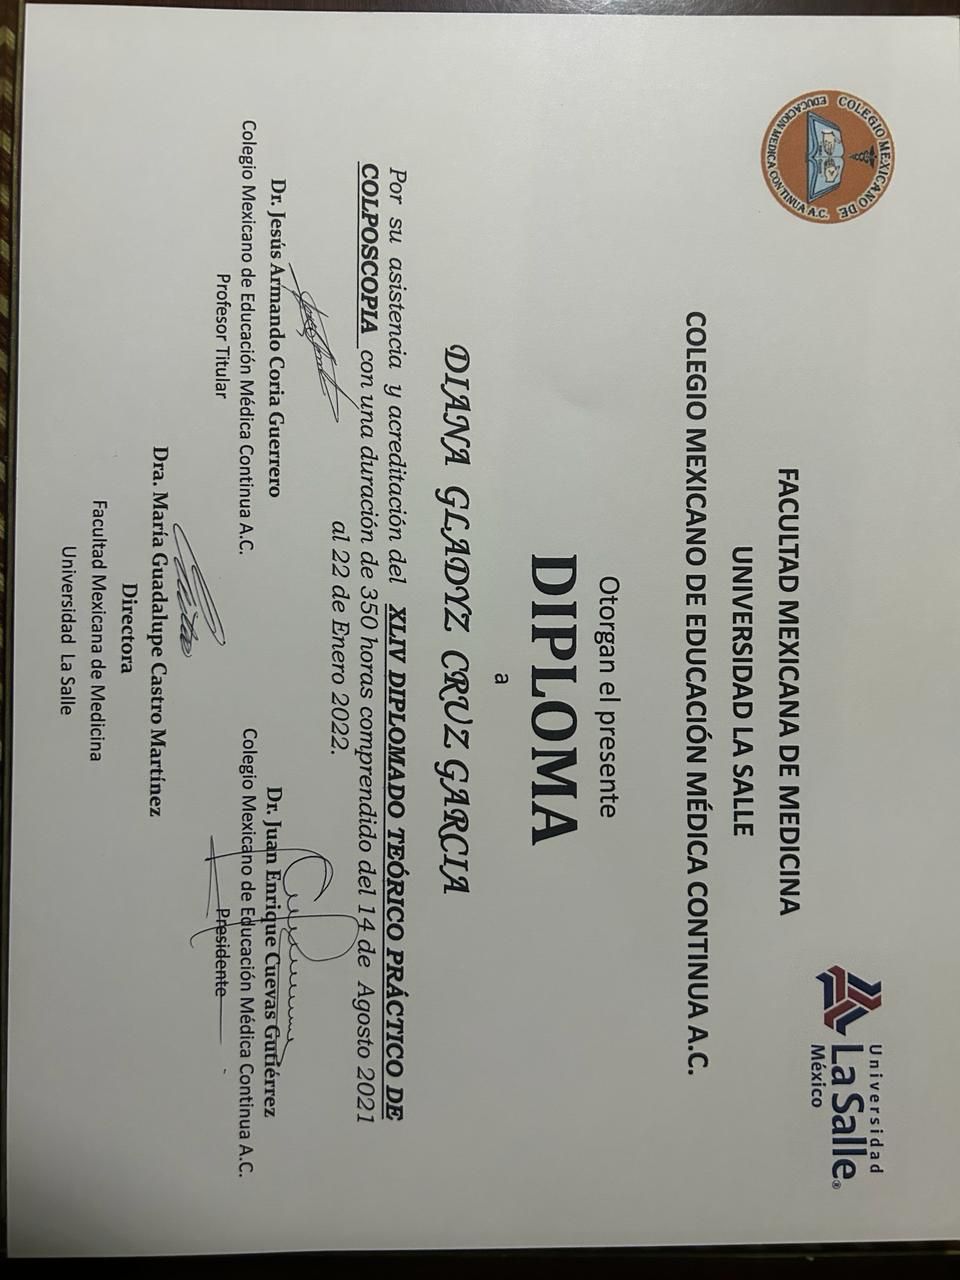 COLEGIO MEXICANO DE
EDUCACION MEDICA CONTINUA A.C.
Universidad
La Salle®
México
FACULTAD MEXICANA DE MEDICINA
UNIVERSIDAD LA SALLE
COLEGIO MEXICANO DE EDUCACIÓN MÉDICA CONTINUA A.C.
Otorgan el presente
DIPLOMA
a
DIANA GLADYZ CRUZ GARCIA
Por su asistencia y acreditación del XLIV DIPLOMADO TEÓRICO PRÁCTICO DE
COLPOSCOPIA con una duración de 350 horas comprendido del 14 de Agosto 2021
al 22 de Enero 2022.
Dr. Jesús Armando Coria Guerrero
Colegio Mexicano de Educación Médica Continua A.C.
Profesor Titular
Dr. Juan Enrique Cuevas Gutiérrez
Colegio Mexicano de Educación Médica Continua A.C.
Presidente
Dra. María Guadalupe Castro Martínez
Directora
Facultad Mexicana de Medicina
Universidad La Salle